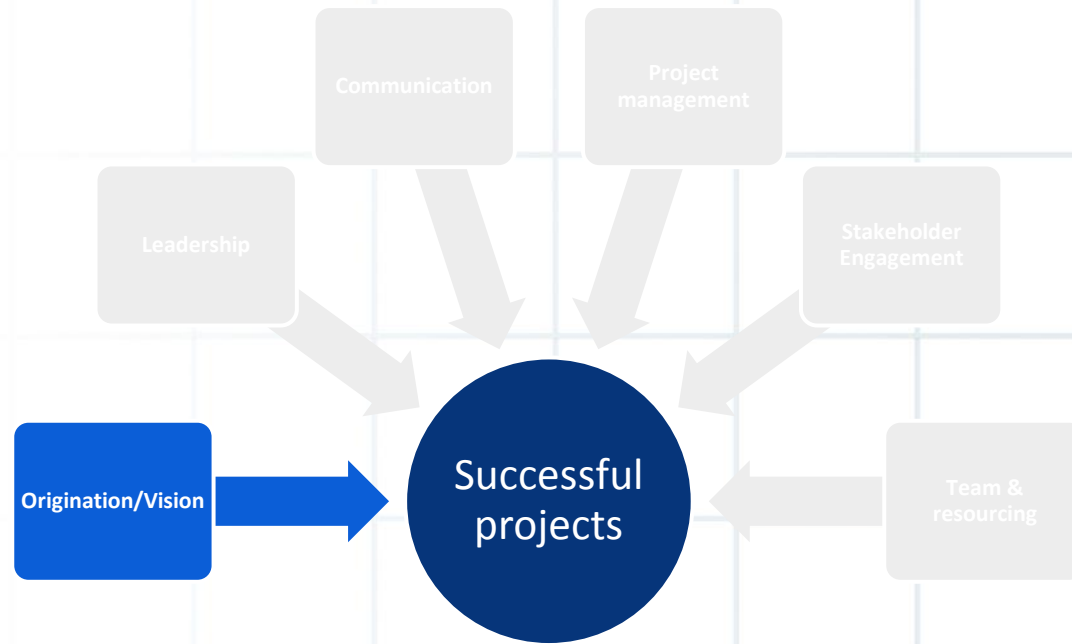 Communication
Project
management
Leadership
Stakeholder
Engagement
Origination/Vision
Successful
projects
Team &
resourcing